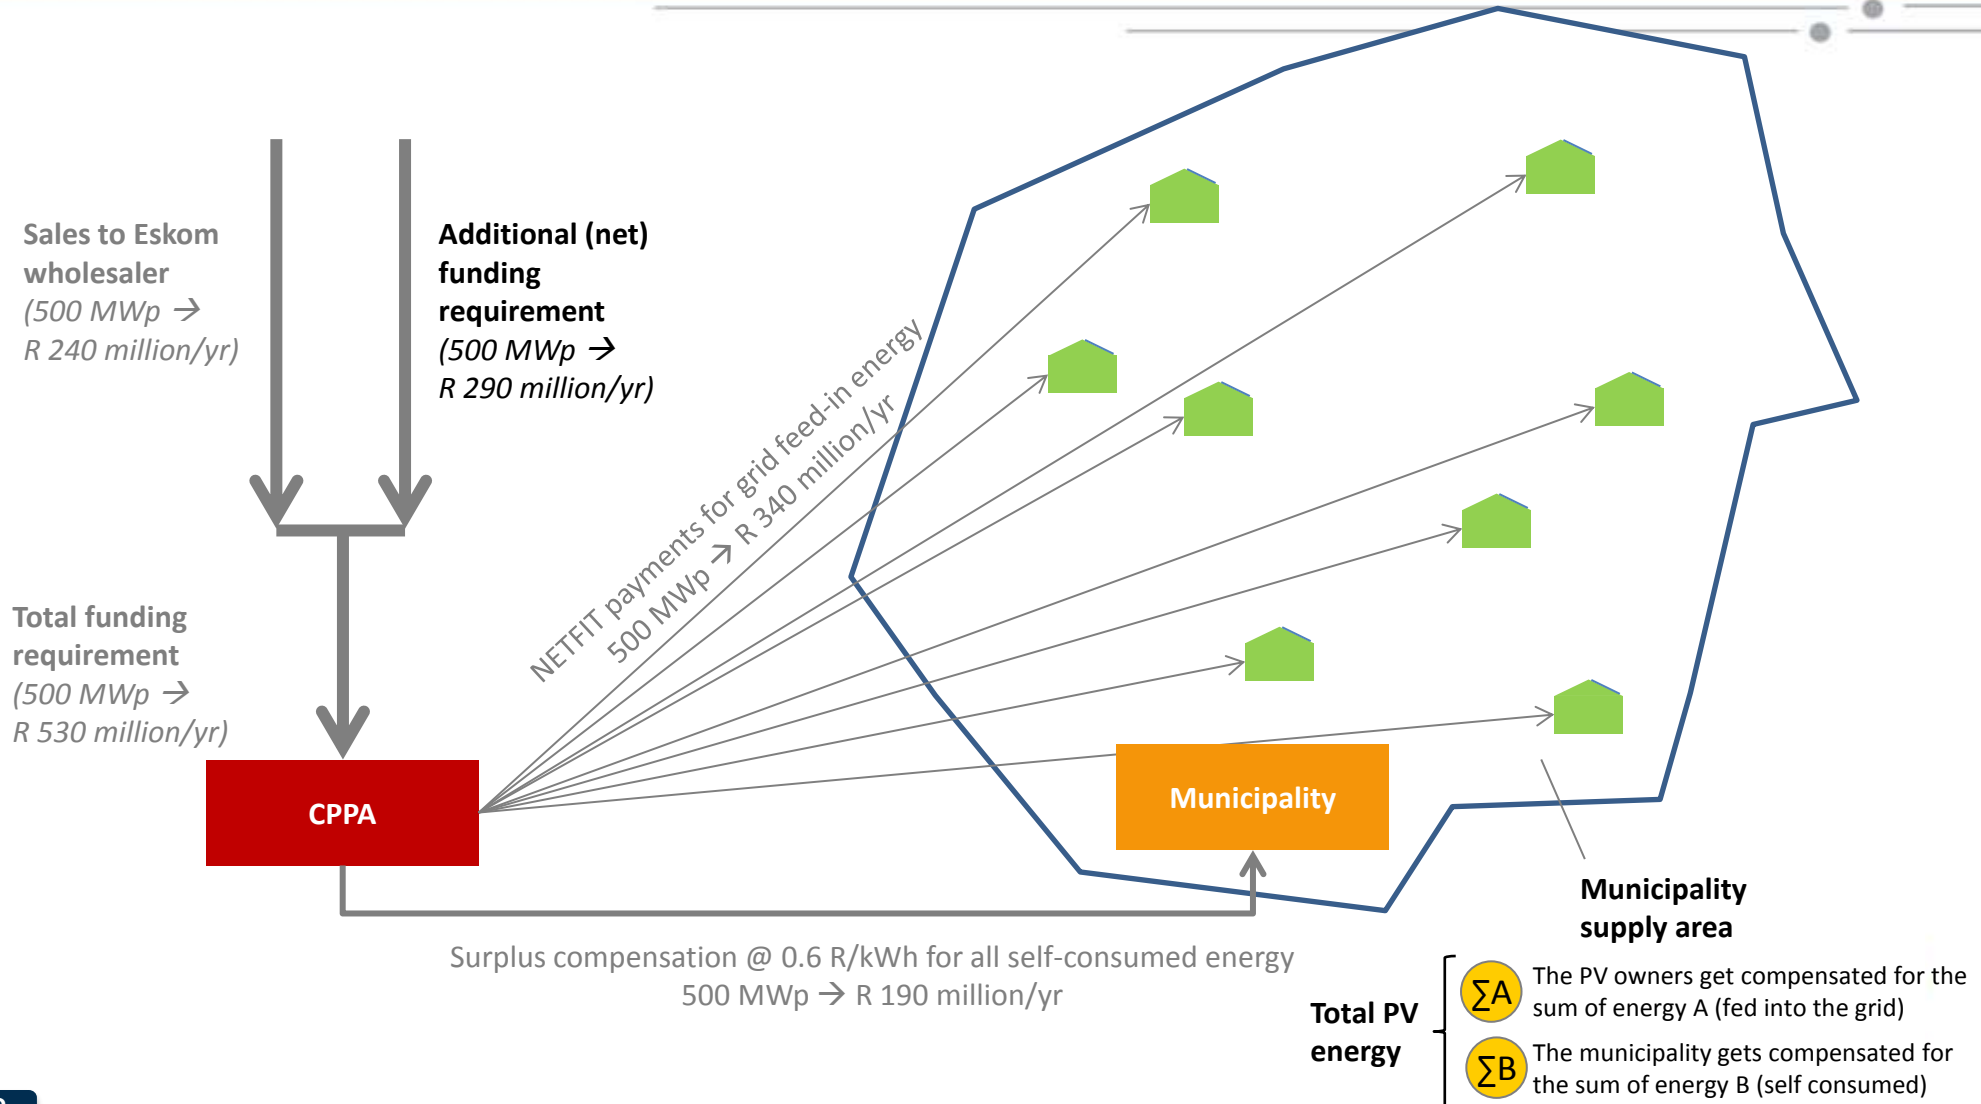 Sales to Eskom
wholesaler
(500 MWp →
R 240 million/yr)
Additional (net)
funding
requirement
(500 MWp →
R 290 million/yr)
NETFIT payments for grid feed-in energy
500 MWp → R 340 million/yr
Total funding
requirement
(500 MWp →
R 530 million/yr)
CPPA
Municipality
Municipality
supply area
Surplus compensation @ 0.6 R/kWh for all self-consumed energy
500 MWp → R 190 million/yr
Total PV
energy
∑A
The PV owners get compensated for the
sum of energy A (fed into the grid)
∑B
The municipality gets compensated for
the sum of energy B (self consumed)